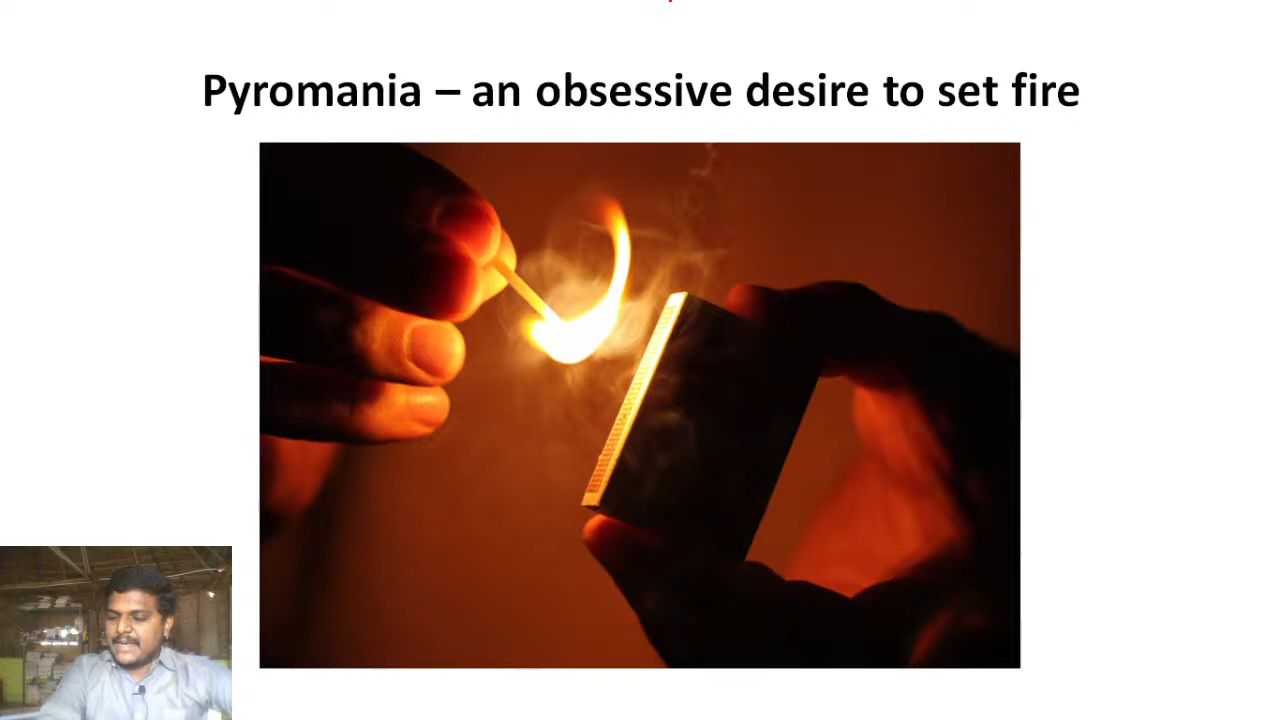 Pyromania – an obsessive desire to set fire